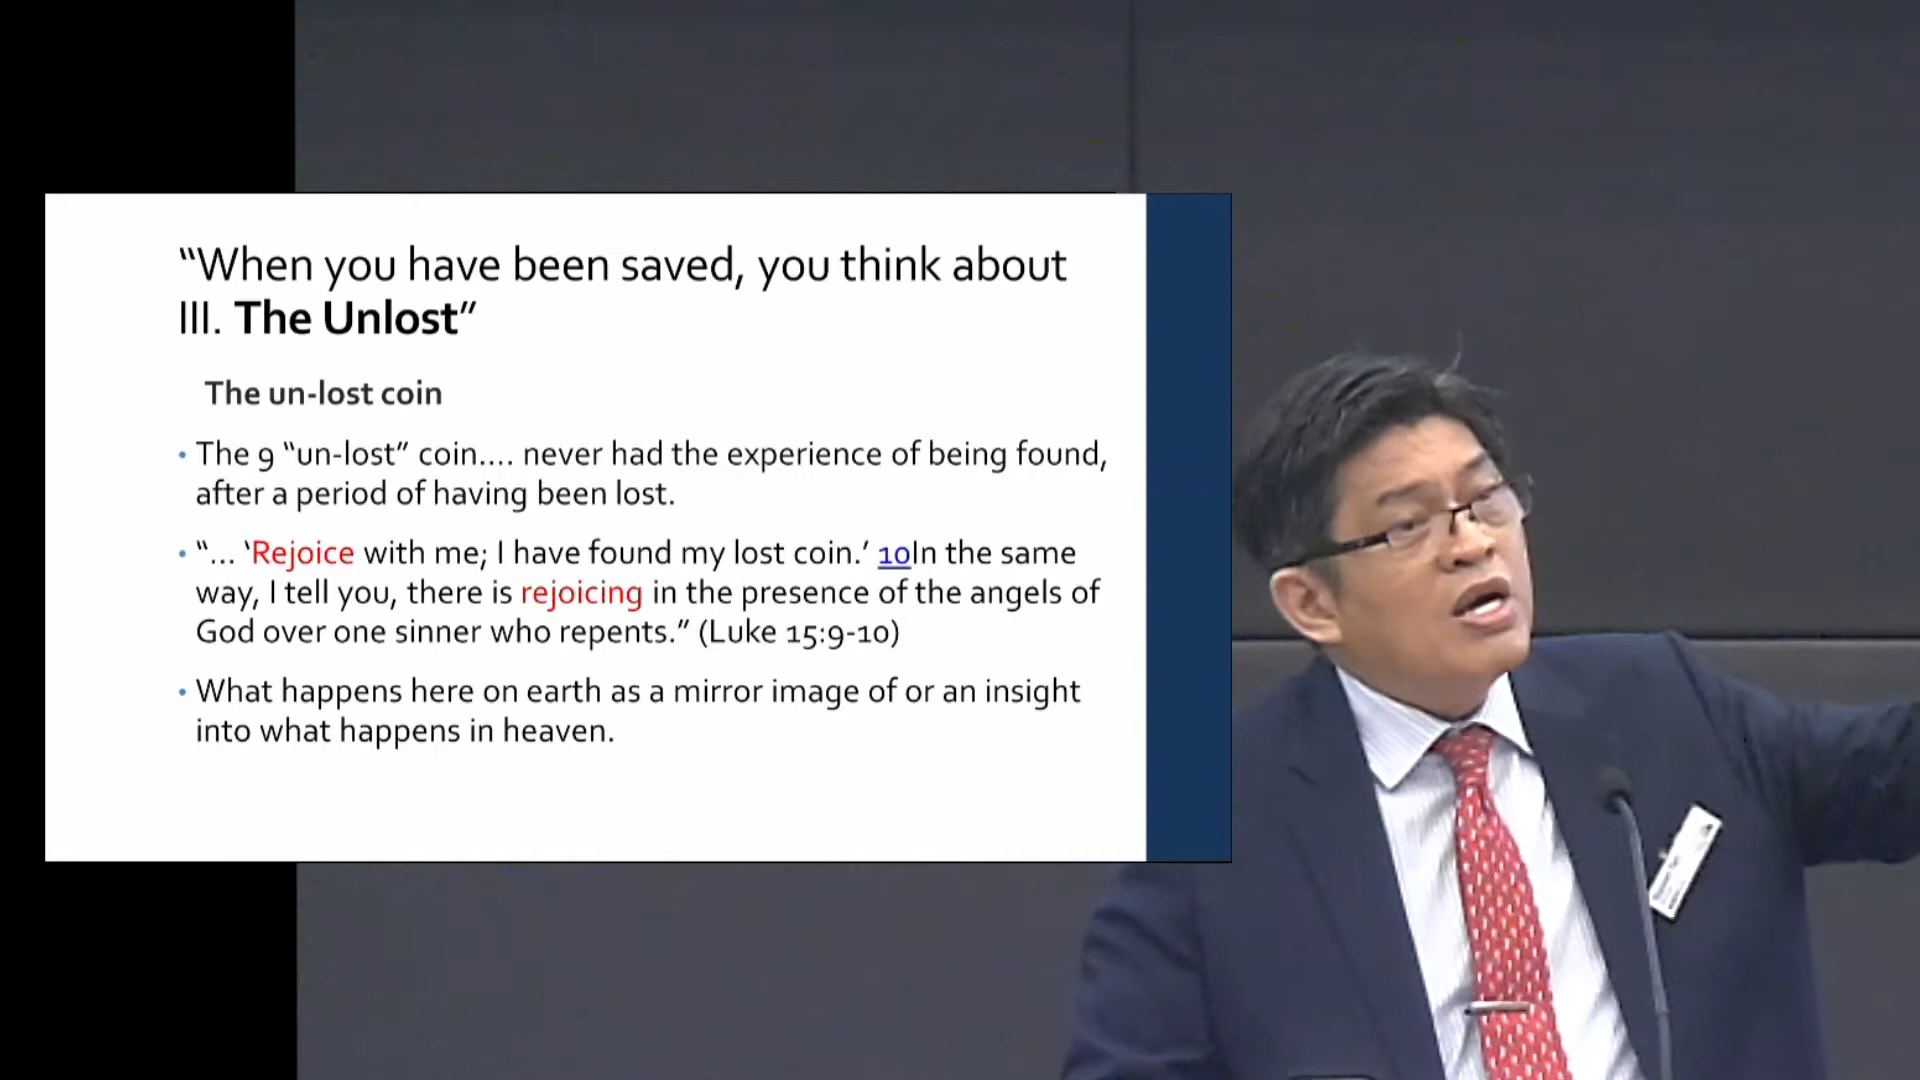 “When you have been saved, you think about
III. The Unlost”
The un-lost coin
• The 9 “un-lost” coin.... never had the experience of being found,
after a period of having been lost.
• “... ‘Rejoice with me; I have found my lost coin.’ 10In the same
way, I tell you, there is rejoicing in the presence of the angels of
God over one sinner who repents.” (Luke 15:9-10)
• What happens here on earth as a mirror image of or an insight
into what happens in heaven.